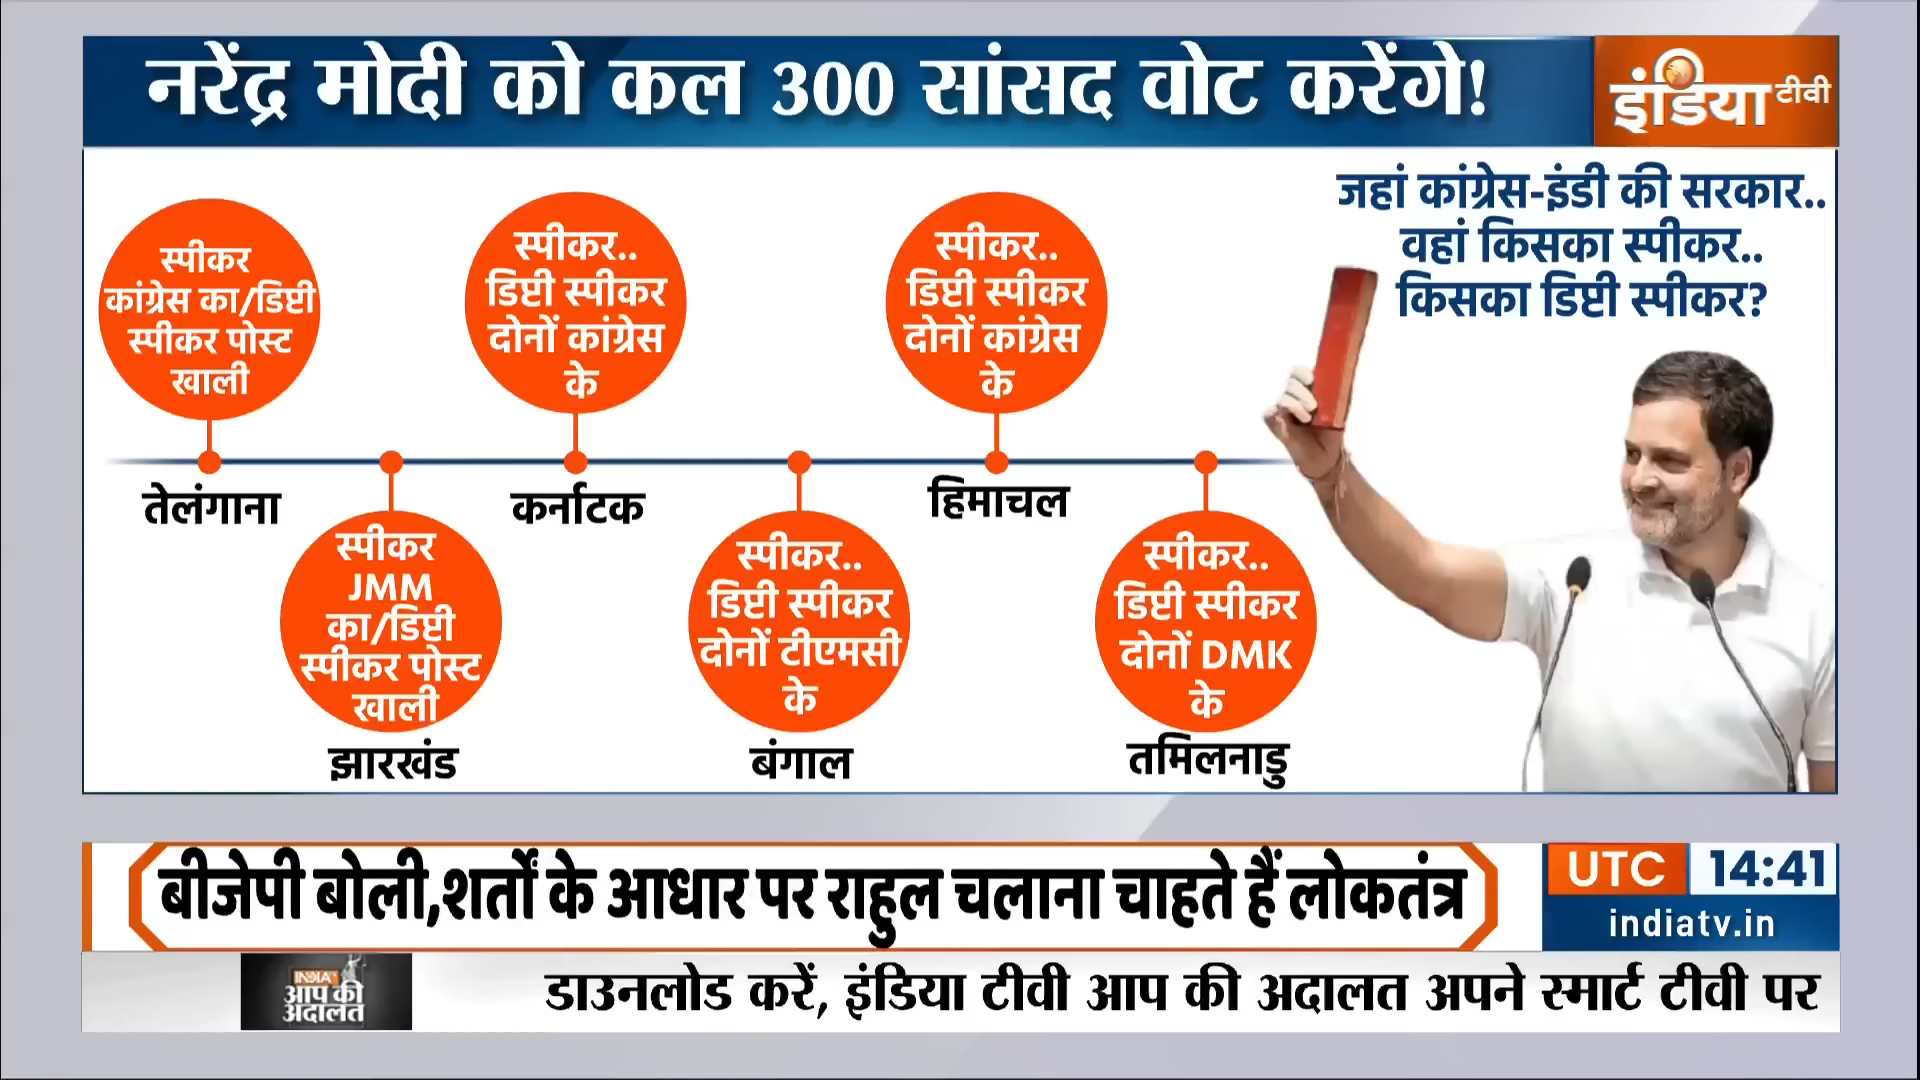 नरेंद्र मोदी को कल 300 सांसद वोट करेंगे!
इंडिया टीवी
जहां कांग्रेस-इंडी की सरकार..
वहां किसका स्पीकर..
किसका डिप्टी स्पीकर?
स्पीकर
कांग्रेस का/डिप्टी
स्पीकर पोस्ट
खाली
तेलंगाना
स्पीकर
JMM
का/डिप्टी
स्पीकर पोस्ट
खाली
झारखंड
स्पीकर..
डिप्टी स्पीकर
दोनों कांग्रेस
के
कर्नाटक
स्पीकर..
डिप्टी स्पीकर
दोनों टीएमसी
के
बंगाल
स्पीकर..
डिप्टी स्पीकर
दोनों कांग्रेस
के
हिमाचल
स्पीकर..
डिप्टी स्पीकर
दोनों DMK
के
तमिलनाडु
बीजेपी बोली,शर्तों के आधार पर राहुल चलाना चाहते हैं लोकतंत्र
UTC 14:41
indiatv.in
INDIA TV
आप की
अदालत
डाउनलोड करें, इंडिया टीवी आप की अदालत अपने स्मार्ट टीवी पर